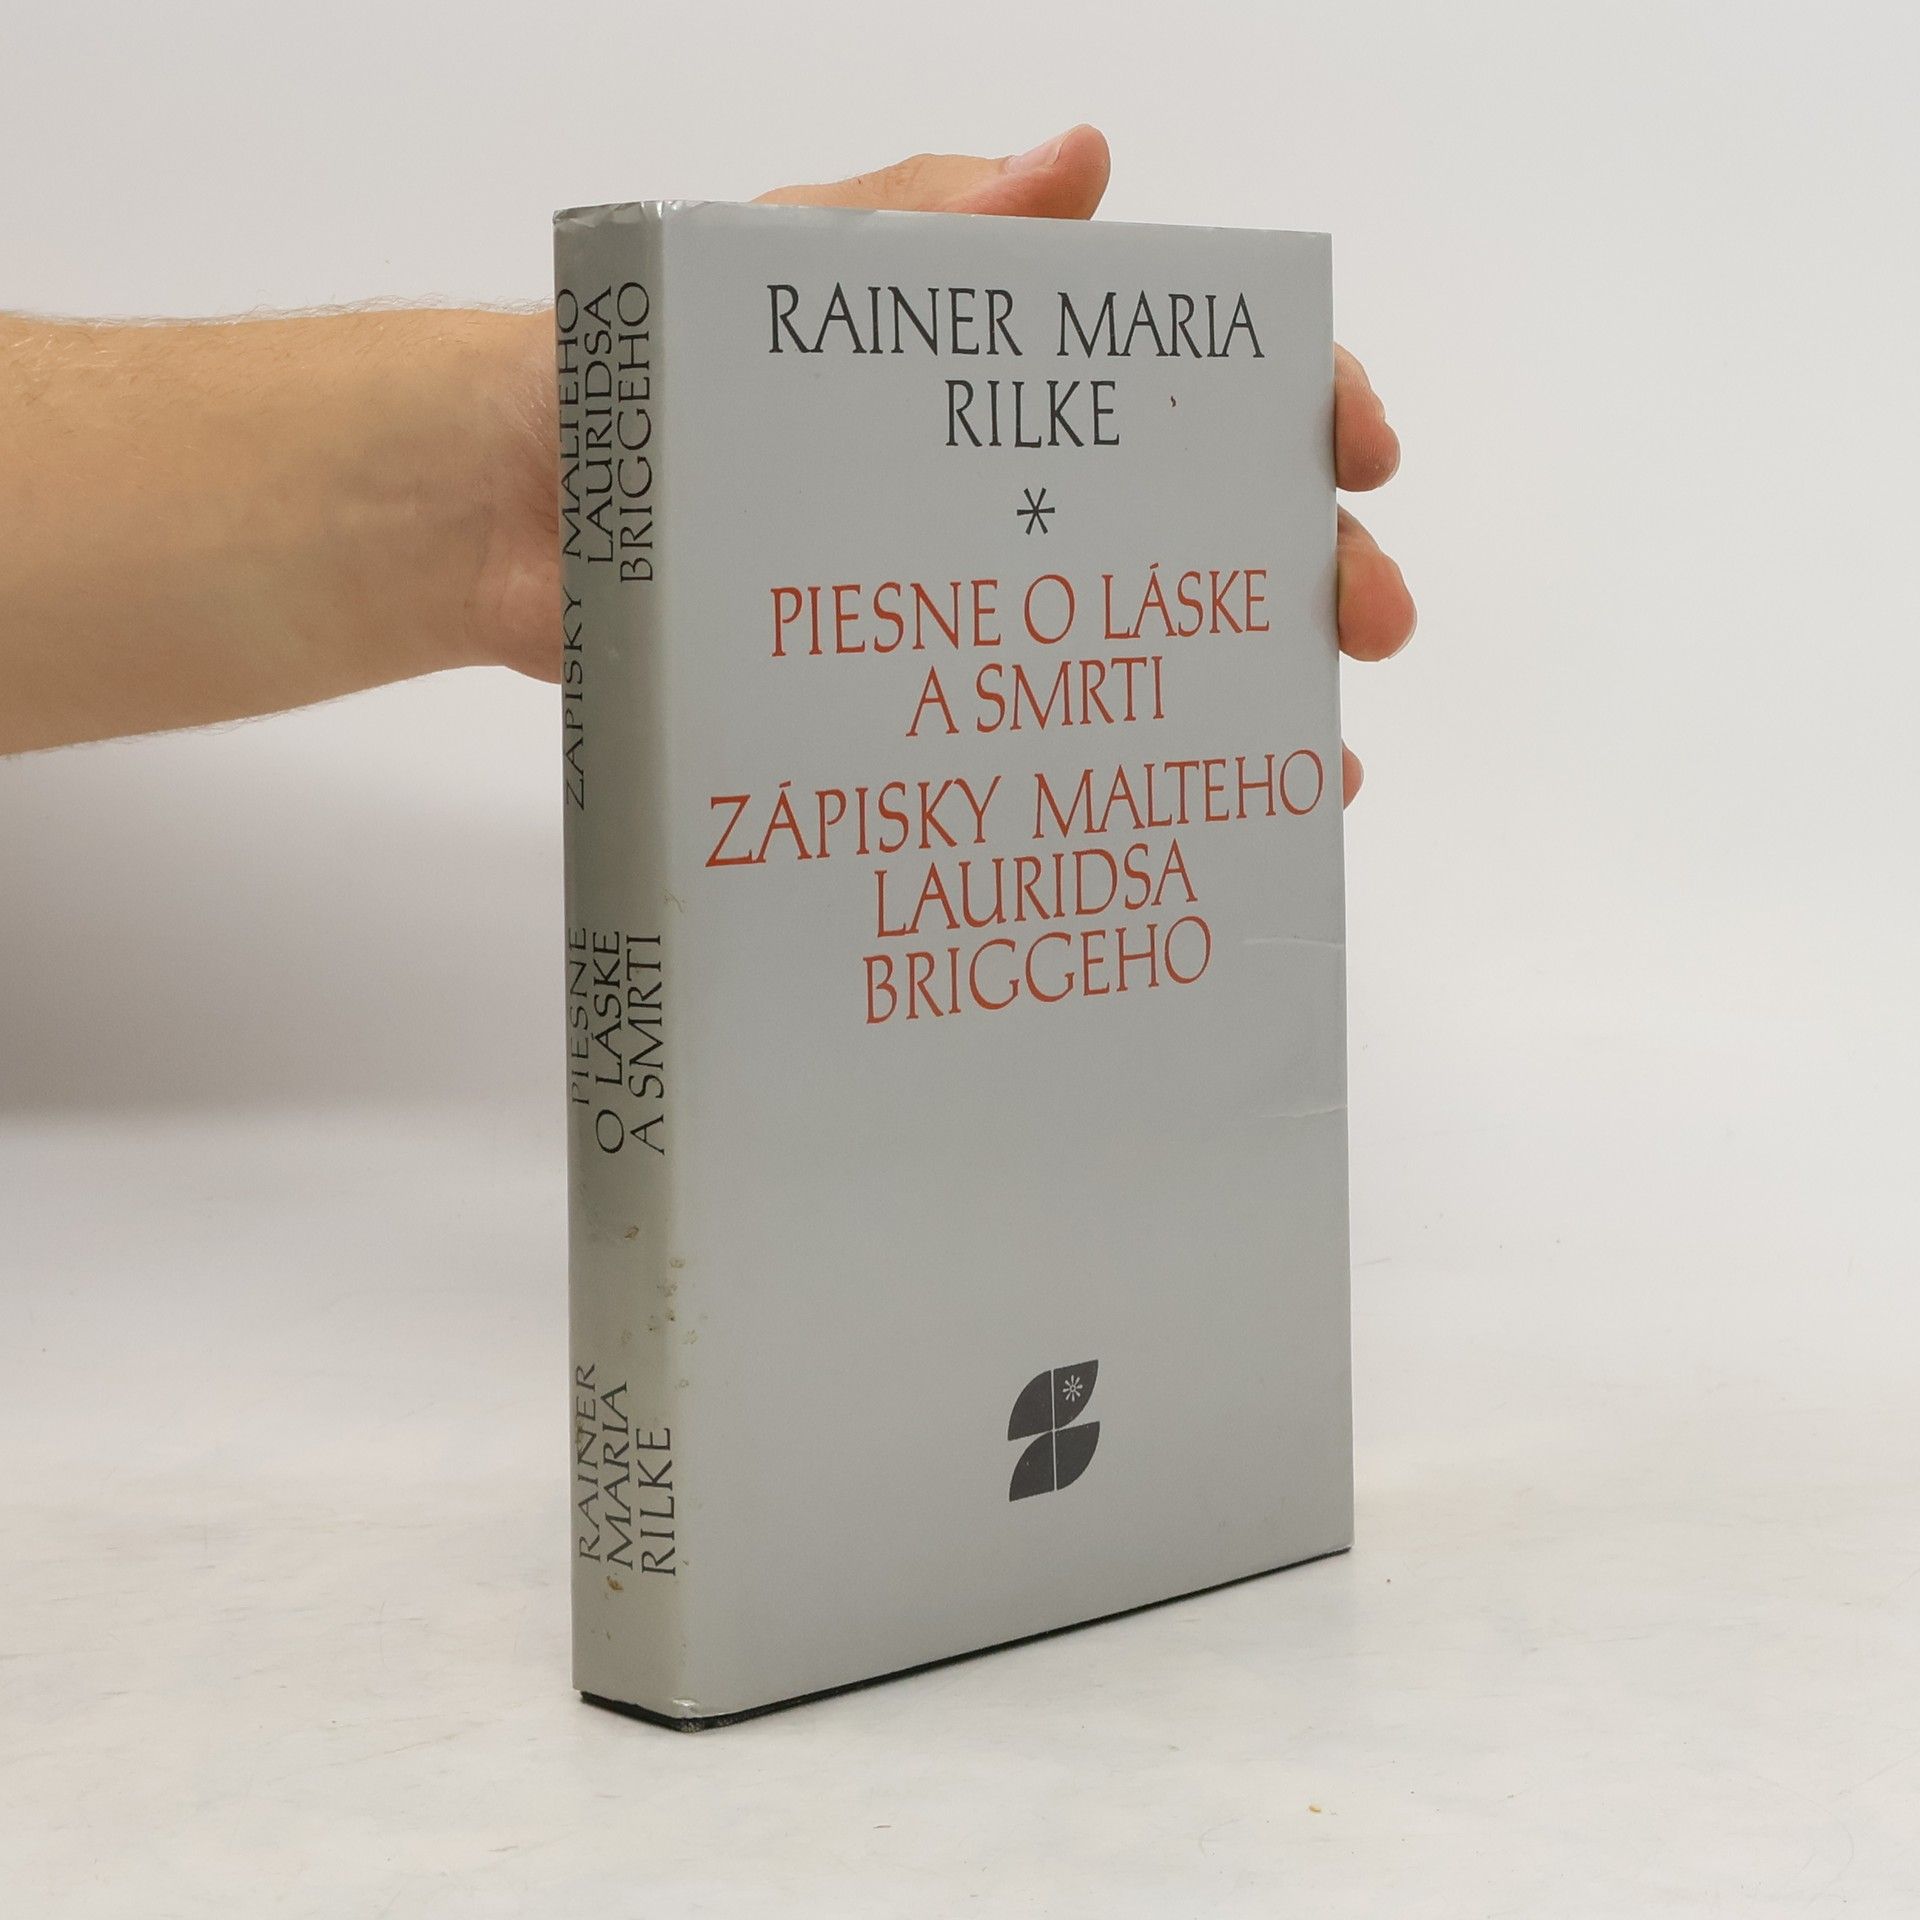 RAINER MARIA
RILKE
*
PIESNE O LÁSKE
A SMRTI
ZÁPISKY MALTEHO
LAURIDSA
BRIGGEHO
RAINER
MARIA
RILKE
PIESNE
O LÁSKE
A SMRTI
ZÁPISKY MALTEHO
LAURIDSA
BRIGGEHO